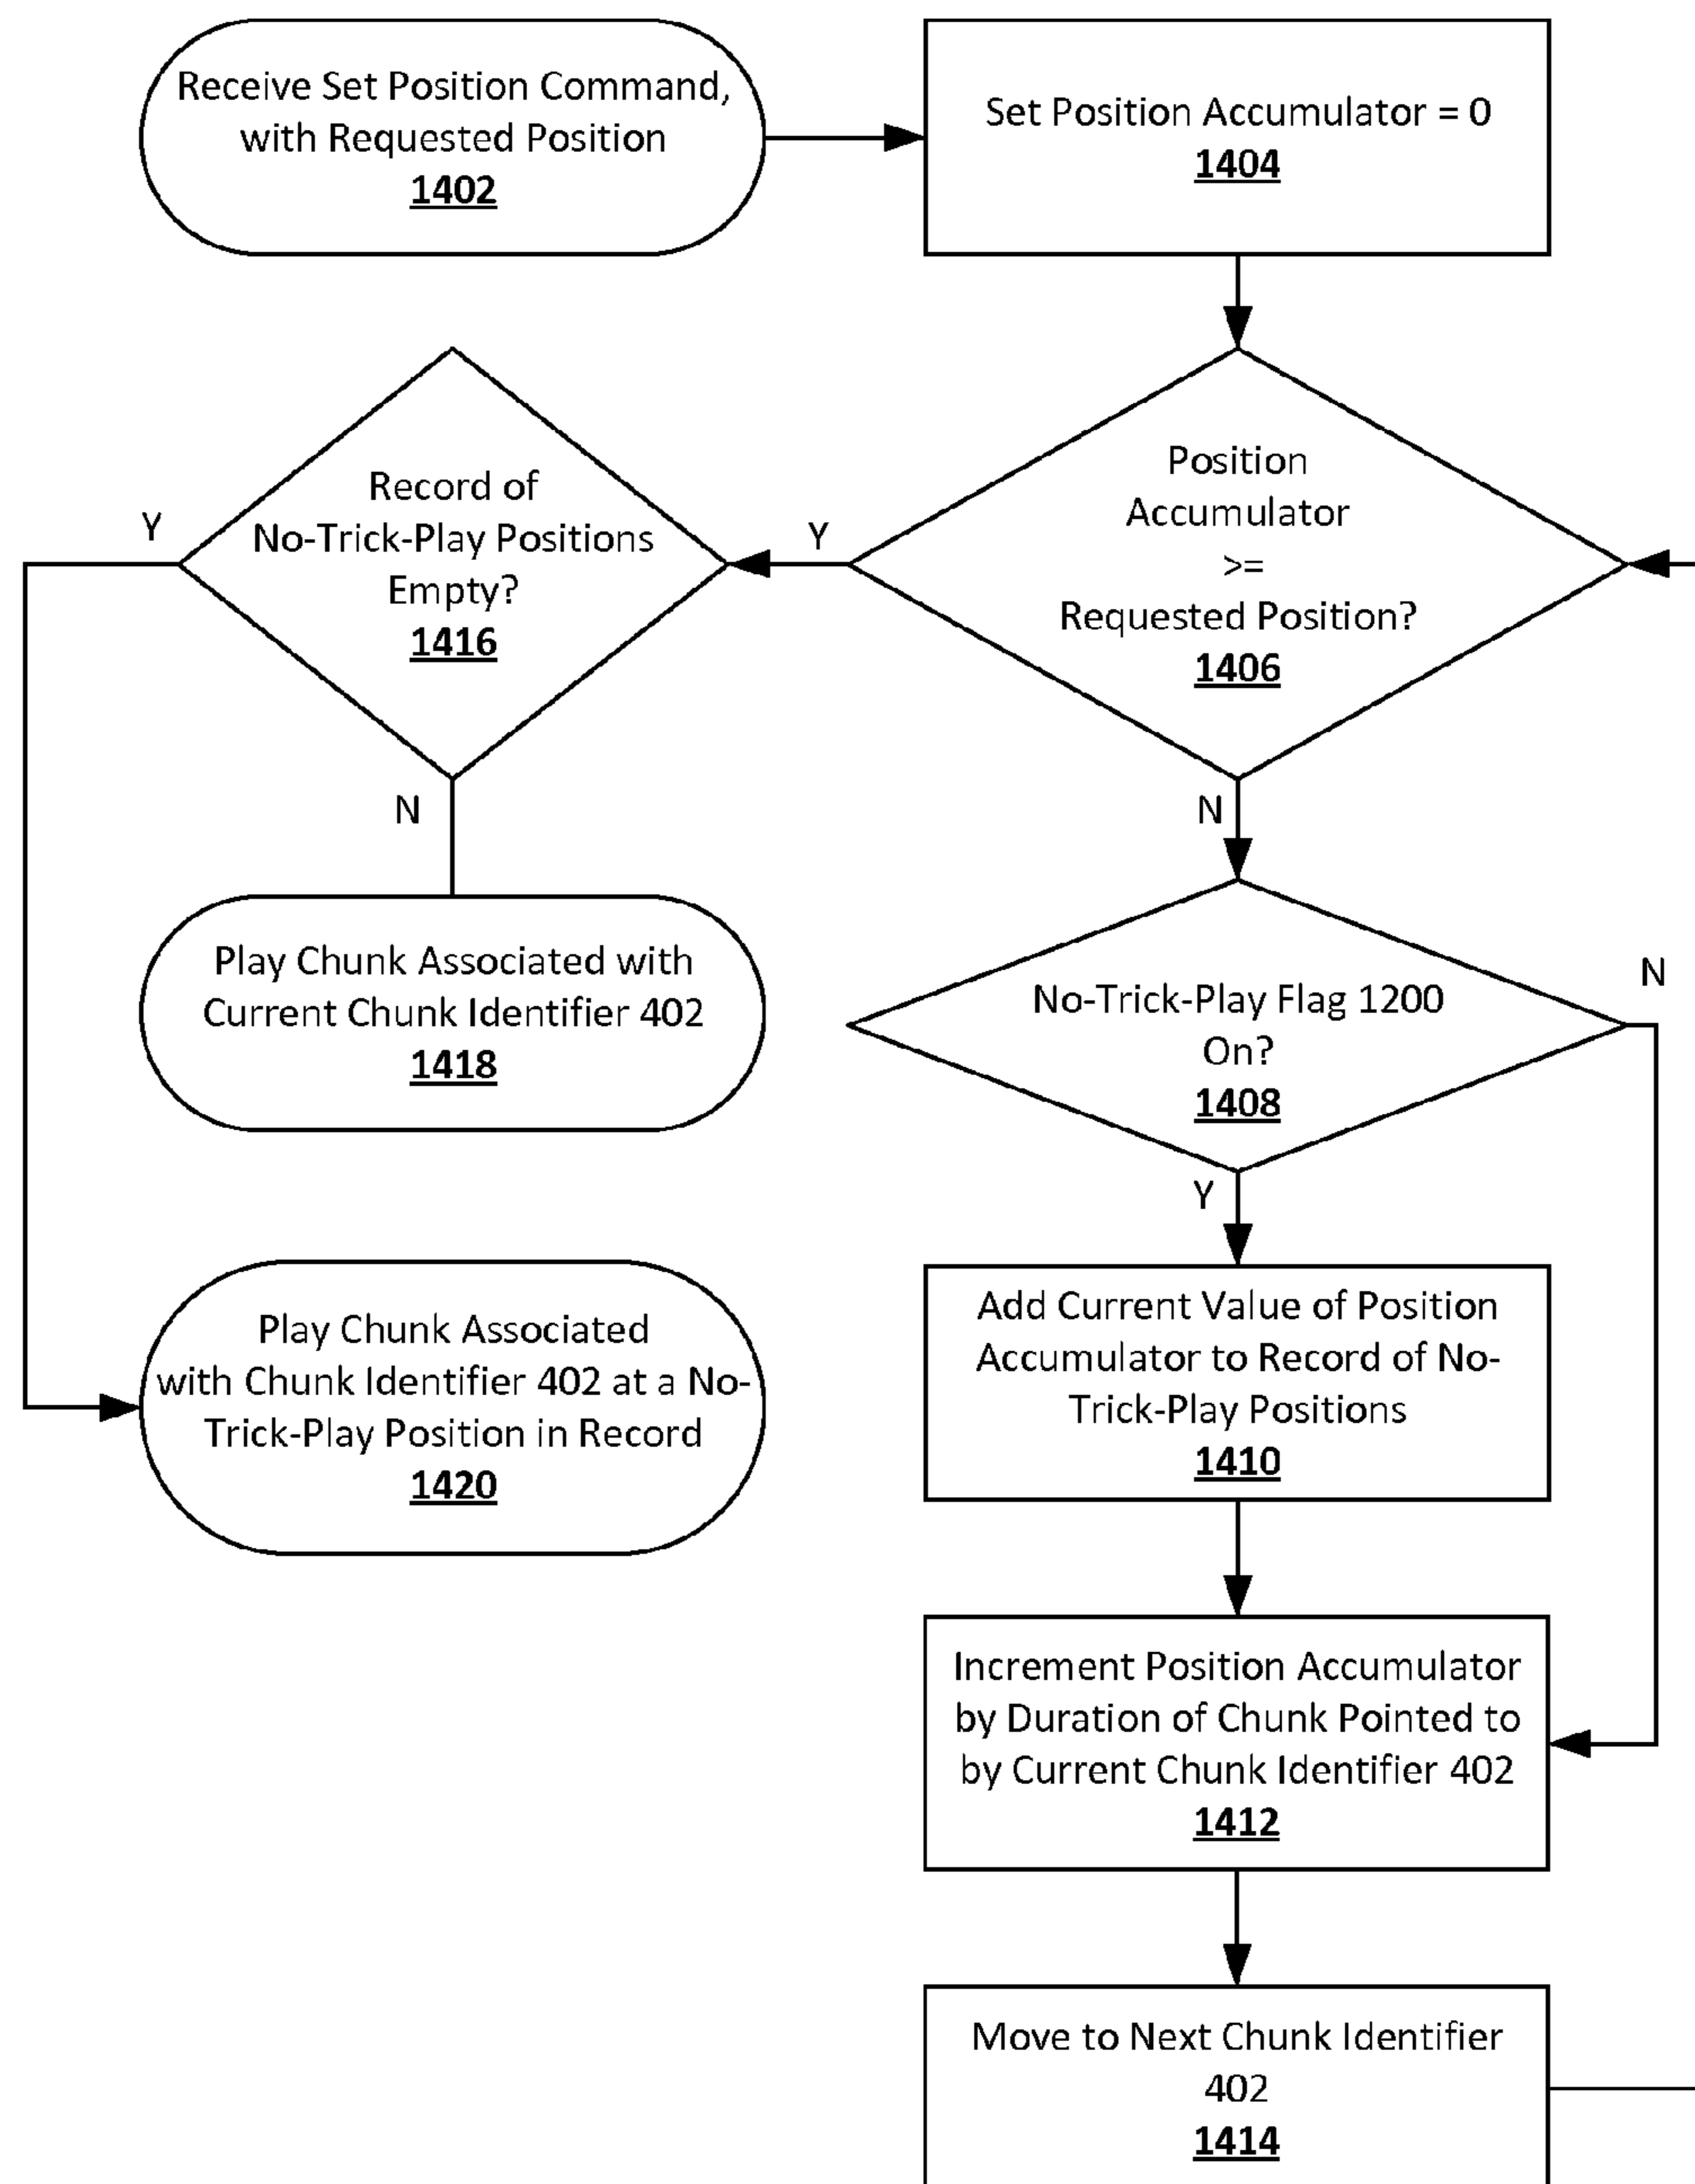 Receive Set Position Command,
with Requested Position
1402
Set Position Accumulator = 0
1404
Position
Accumulator
>=
Requested Position?
1406
Y
Record of
No-Trick-Play Positions
Empty?
1416
Y
N
N
Play Chunk Associated with
Current Chunk Identifier 402
1418
No-Trick-Play Flag 1200
On?
1408
N
Y
Play Chunk Associated
with Chunk Identifier 402 at a No-
Trick-Play Position in Record
1420
Add Current Value of Position
Accumulator to Record of No-
Trick-Play Positions
1410
Increment Position Accumulator
by Duration of Chunk Pointed to
by Current Chunk Identifier 402
1412
Move to Next Chunk Identifier
402
1414